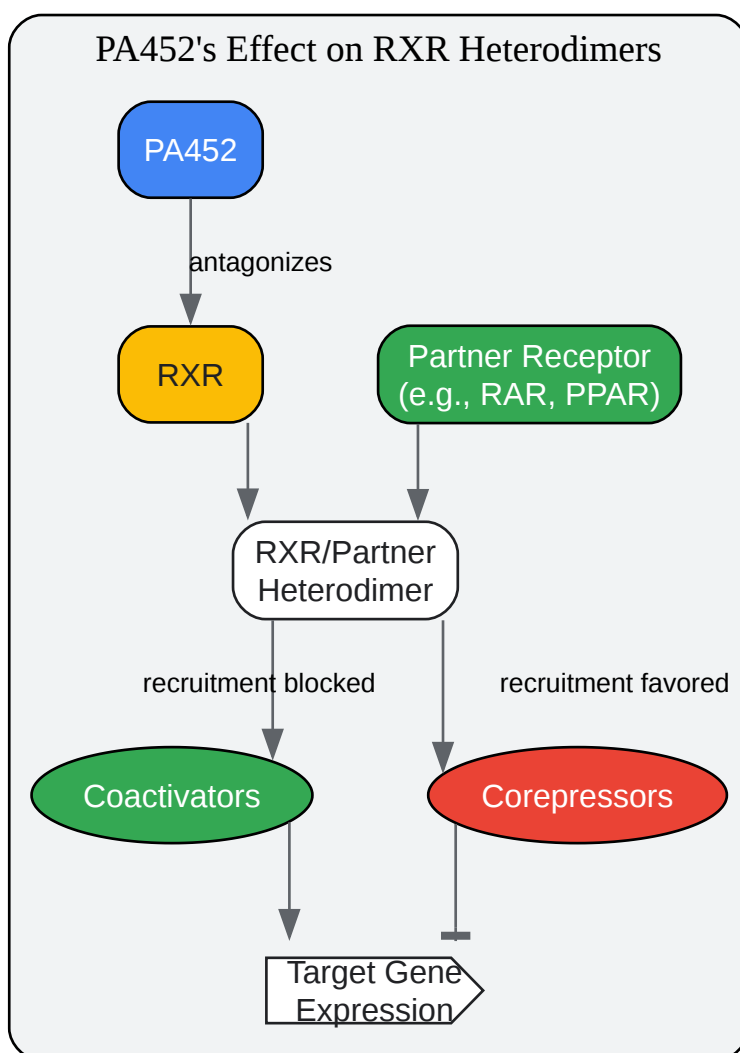 PA452's Effect on RXR Heterodimers
PA452
antagonizes
RXR
Partner Receptor
(e.g., RAR, PPAR)
RXR/Partner
Heterodimer
recruitment blocked
recruitment favored
Coactivators
Corepressors
Target Gene
Expression